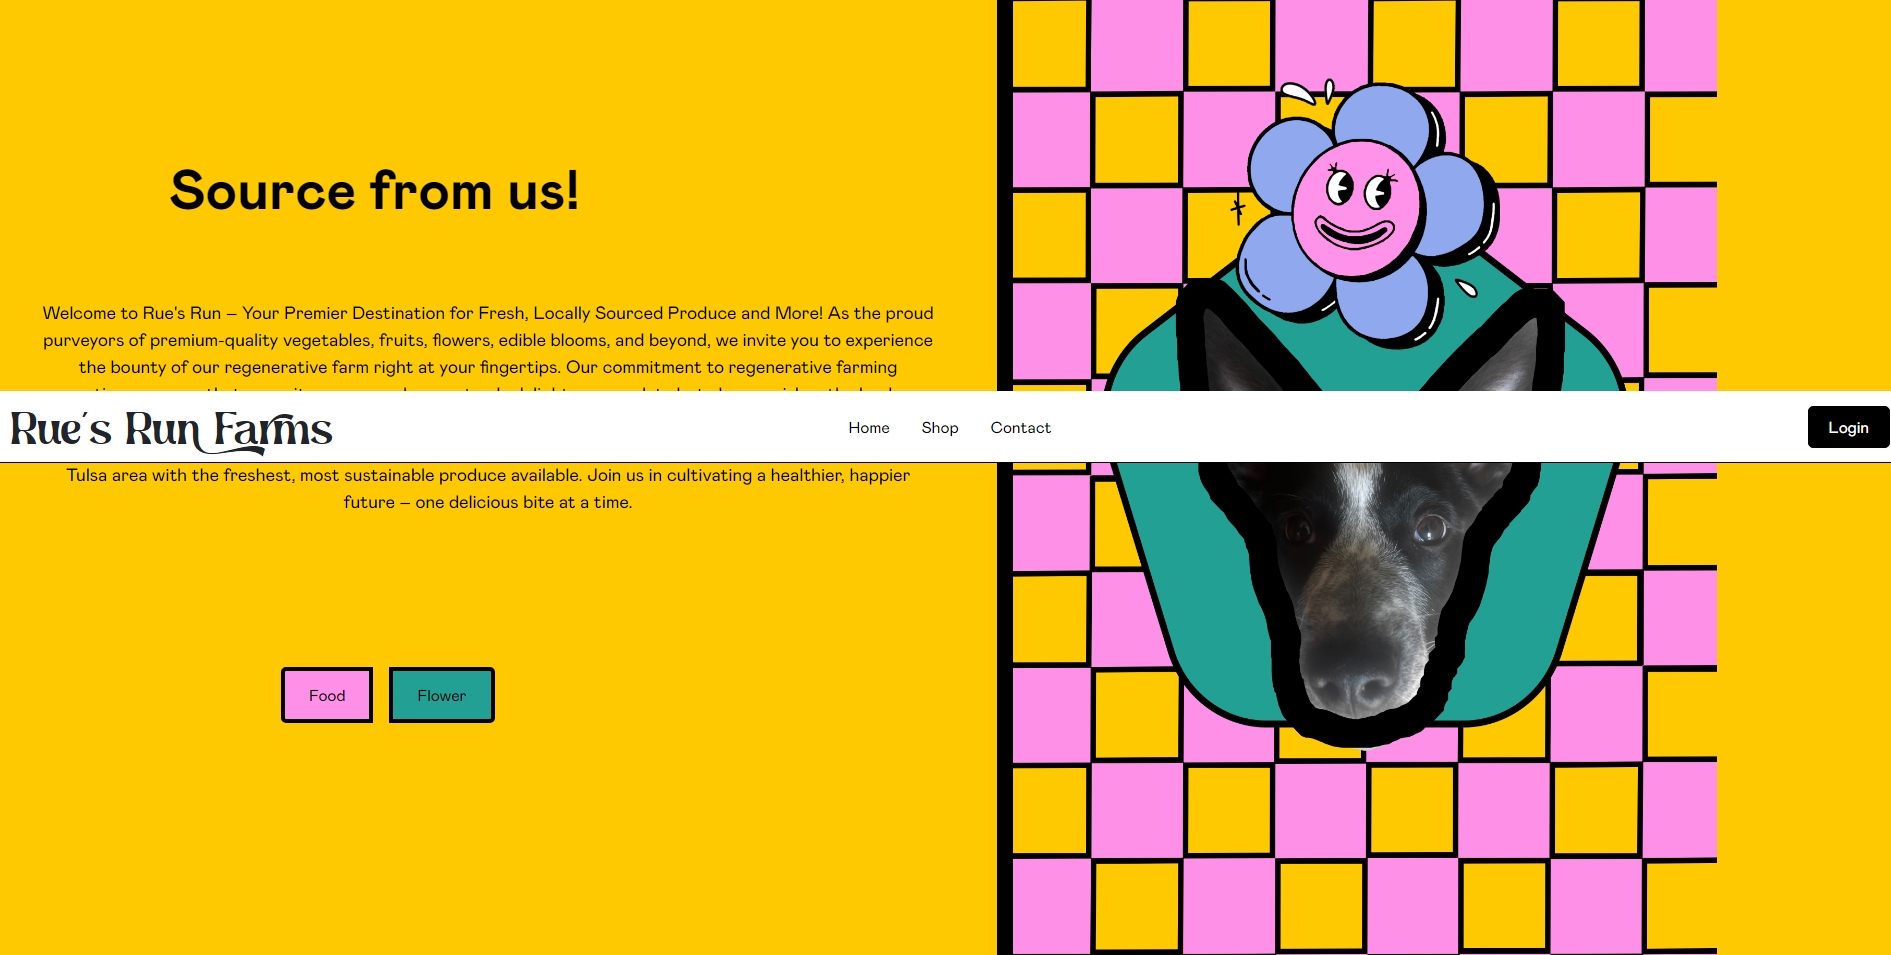 Source from us!
Welcome to Rue's Run – Your Premier Destination for Fresh, Locally Sourced Produce and More! As the proud
purveyors of premium-quality vegetables, fruits, flowers, edible blooms, and beyond, we invite you to experience
the bounty of our regenerative farm right at your fingertips. Our commitment to regenerative farming
Rue's Run Farms
Home Shop Contact
Login
Tulsa area with the freshest, most sustainable produce available. Join us in cultivating a healthier, happier
future – one delicious bite at a time.
Food Flower